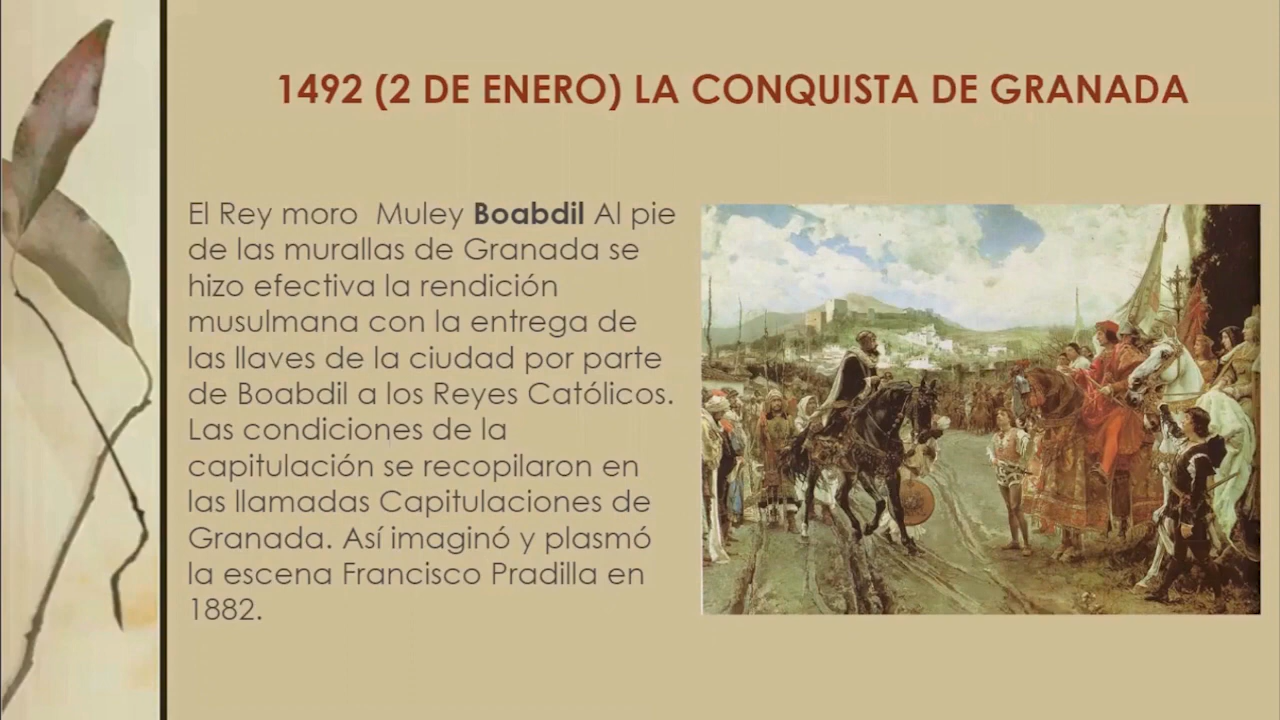 1492 (2 DE ENERO) LA CONQUISTA DE GRANADA
El Rey moro  Muley Boabdil Al pie
de las murallas de Granada se
hizo efectiva la rendición
musulmana con la entrega de
las llaves de la ciudad por parte
de Boabdil a los Reyes Católicos.
Las condiciones de la
capitulación se recopilaron en
las llamadas Capitulaciones de
Granada. Así imaginó y plasmó
la escena Francisco Pradilla en
1882.